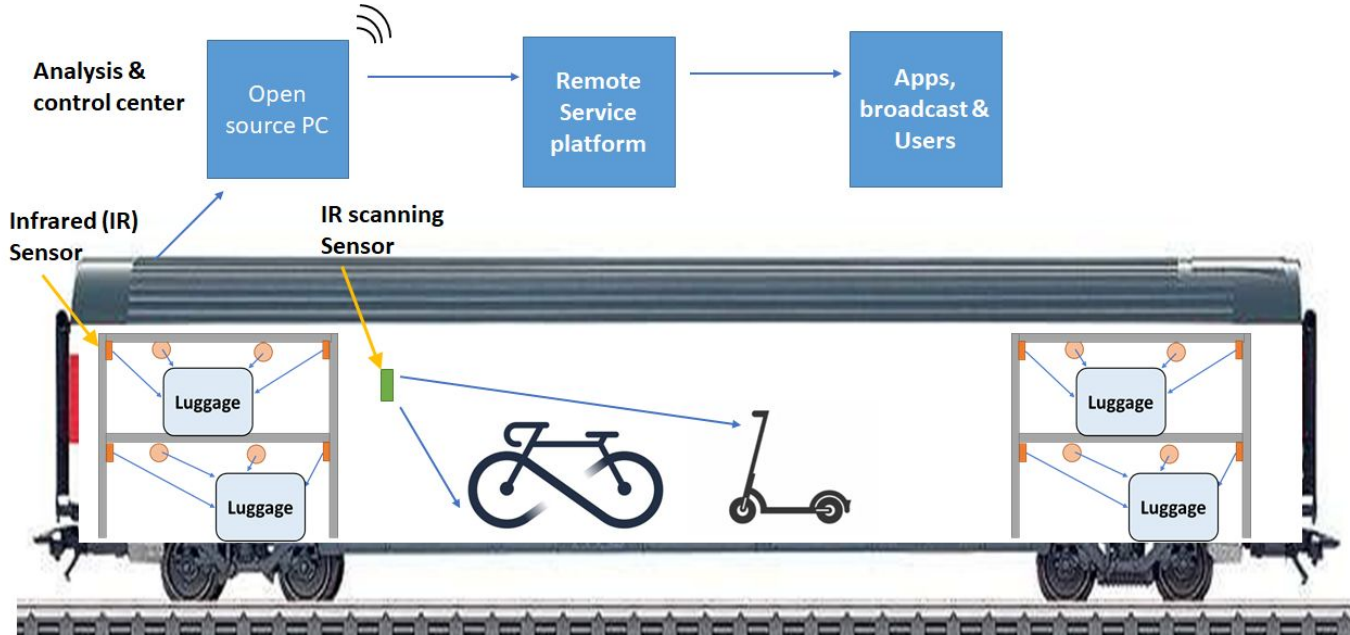 Analysis &
control center
Open
source PC
Remote
Service
platform
Apps,
broadcast &
Users
Infrared (IR)
Sensor
IR scanning
Sensor
Luggage
Luggage
Luggage
Luggage